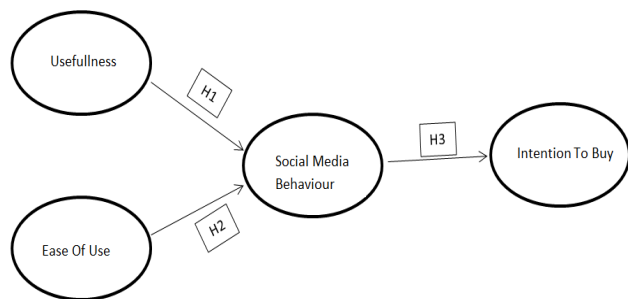 Usefullness
H1
Social Media
Behaviour
H3
Intention To Buy
H2
Ease Of Use